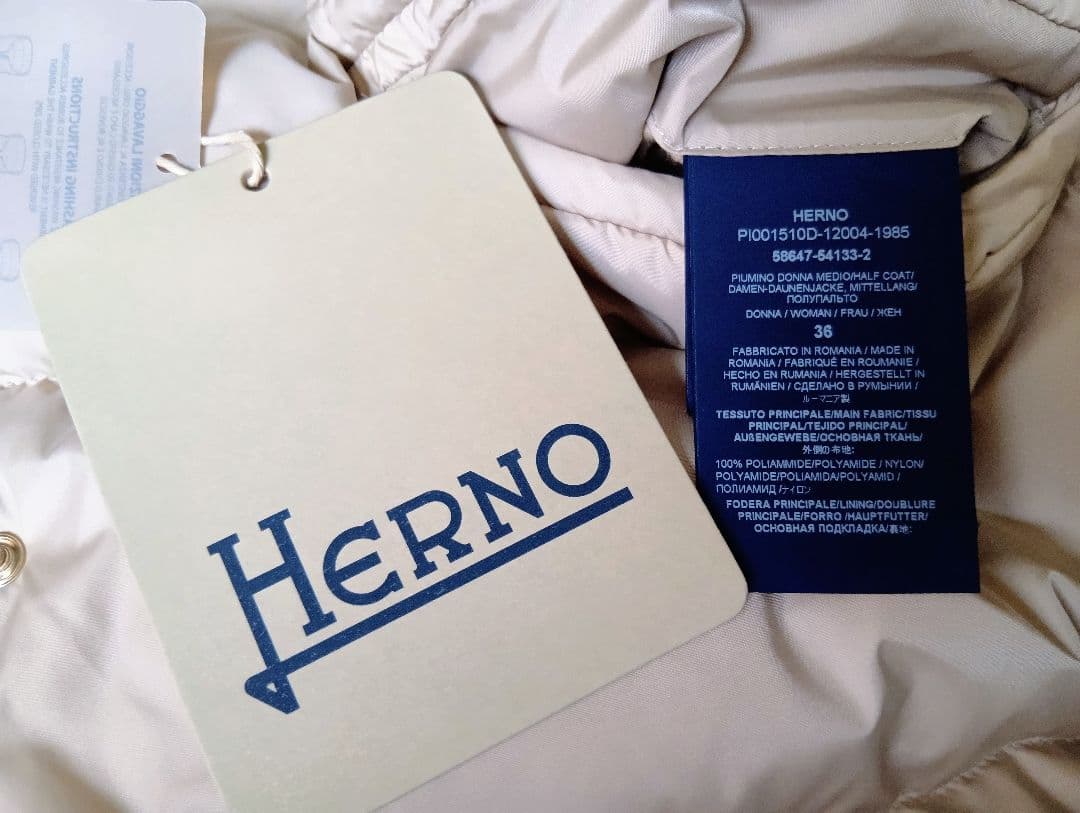 HERNO
HERNO
PI001510D-12004-1985
58647-54133-2
PIUMINO DONNA MEDIO/HALF COAT/
DAMEN-DAUNENJACKE, MITTELLANG/
ПОЛУПАЛЬТО
DONNA / WOMAN / FRAU / ЖЕН
36
FABBRICATO IN ROMANIA / MADE IN
ROMANIA / FABRIQUÉ EN ROUMANIE /
HECHO EN RUMANIA / HERGESTELLT IN
RUMÄNIEN / СДЕЛАНО В РУМЫНИИ /
ルーマニア製
TESSUTO PRINCIPALE/MAIN FABRIC/TISSU
PRINCIPAL/TEJIDO PRINCIPAL/
AUßENGEWEBE/ОСНОВНАЯ ТКАНЬ/
外側の布地:
100% POLIAMMIDE/POLYAMIDE / NYLON/
POLYAMIDE/POLIAMIDA/POLYAMID /
ПОЛИАМИД /ナイロン
FODERA PRINCIPALE/LINING/DOUBLURE
PRINCIPALE/FORRO /HAUPTFUTTER/
ОСНОВНАЯ ПОДКЛАДКА/裏地: